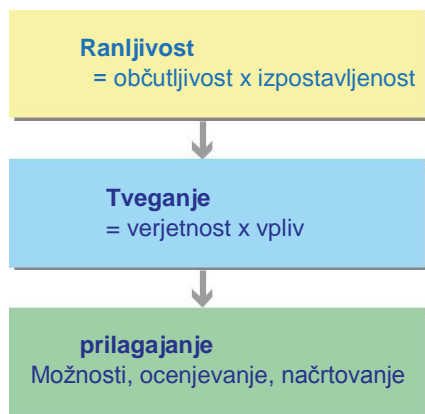 Ranljivost
= občutljivost x izpostavljenost
Tveganje
= verjetnost x vpliv
prilagajanje
Možnosti, ocenjevanje, načrtovanje